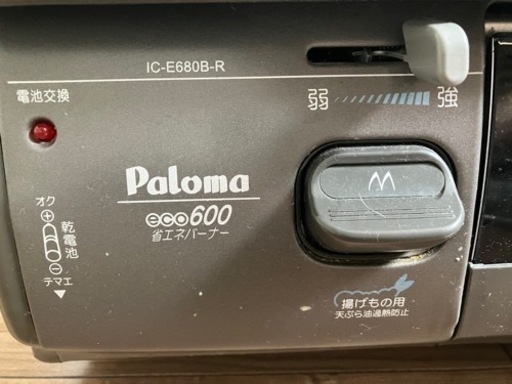 IC-E680B-R
電池交換
弱 強
Paloma
eco600
省エネバーナー
オク
乾電池
テマエ
揚げもの用
天ぷら油過熱防止